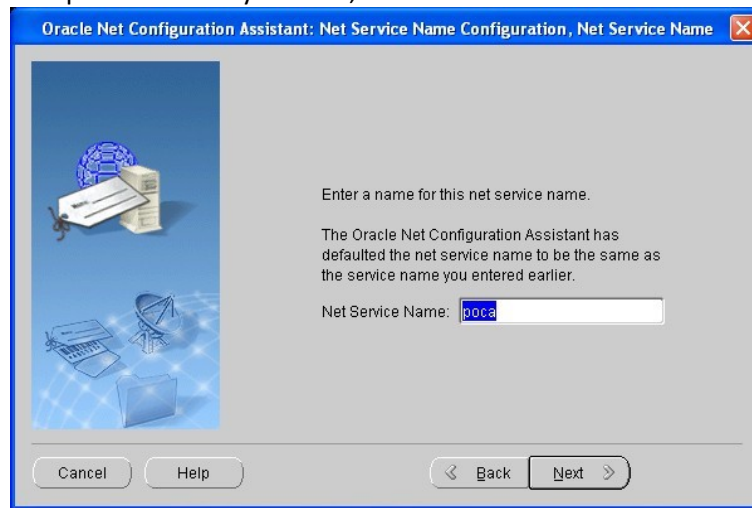 Oracle Net Configuration Assistant: Net Service Name Configuration, Net Service Name
Enter a name for this net service name.
The Oracle Net Configuration Assistant has
defaulted the net service name to be the same as
the service name you entered earlier.
Net Service Name: poca
Cancel Help Back Next